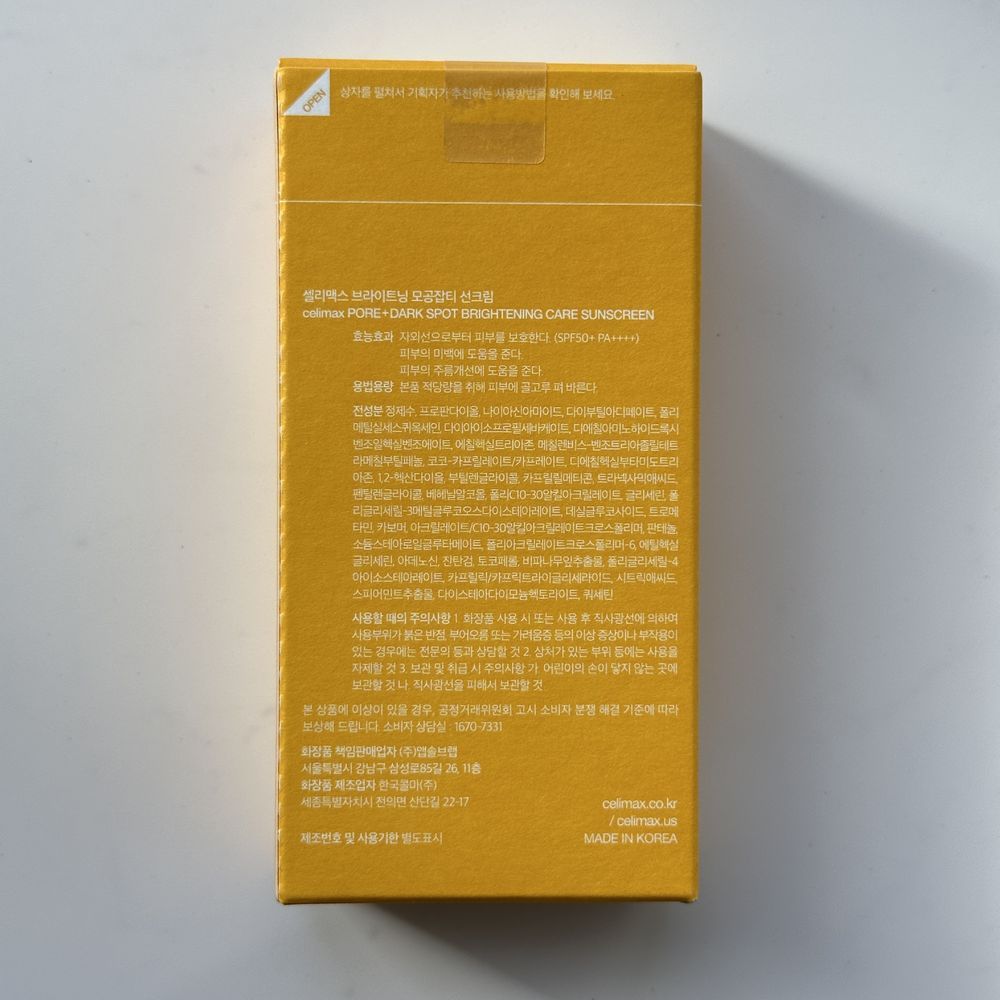 OPEN
상자를 펼쳐서 기획자가 추천하는 사용방법을 확인해 보세요.
셀리맥스 브라이트닝 모공잡티 선크림
celimax PORE+DARK SPOT BRIGHTENING CARE SUNSCREEN
효능효과 자외선으로부터 피부를 보호한다. (SPF50+ PA++++)
피부의 미백에 도움을 준다.
피부의 주름개선에 도움을 준다.
용법용량 본품 적당량을 취해 피부에 골고루 펴 바른다.
전성분 정제수, 프로판다이올, 나이아신아마이드, 다이부틸아디페이트, 폴리
메틸실세스퀴옥세인, 다이아이소프로필세바케이트, 디에칠아미노하이드록시
벤조일헥실벤조에이트, 에칠헥실트리아존, 메칠렌비스-벤조트리아졸릴테트
라메칠부틸페놀, 코코-카프릴레이트/카프레이트, 디에칠헥실부타미도트리
아존, 1,2-헥산다이올, 부틸렌글라이콜, 카프릴릴메티콘, 트라넥사믹애씨드,
펜틸렌글라이콜, 베헤닐알코올, 폴리C10-30알킬아크릴레이트, 글리세린, 폴
리글리세릴-3메틸글루코오스다이스테아레이트, 데실글루코사이드, 트로메
타민, 카보머, 아크릴레이트/C10-30알킬아크릴레이트크로스폴리머, 판테놀,
소듐스테아로일글루타메이트, 폴리아크릴레이트크로스폴리머-6, 에틸헥실
글리세린, 아데노신, 잔탄검, 토코페롤, 비파나무잎추출물, 폴리글리세릴-4
아이소스테아레이트, 카프릴릭/카프릭트라이글리세라이드, 시트릭애씨드,
스피어민트추출물, 다이스테아다이모늄헥토라이트, 쿼세틴
사용할 때의 주의사항 1. 화장품 사용 시 또는 사용 후 직사광선에 의하여
사용부위가 붉은 반점, 부어오름 또는 가려움증 등의 이상 증상이나 부작용이
있는 경우에는 전문의 등과 상담할 것 2. 상처가 있는 부위 등에는 사용을
자제할 것 3. 보관 및 취급 시 주의사항 가. 어린이의 손이 닿지 않는 곳에
보관할 것 나. 직사광선을 피해서 보관할 것
본 상품에 이상이 있을 경우, 공정거래위원회 고시 소비자 분쟁 해결 기준에 따라
보상해 드립니다. 소비자 상담실 : 1670-7331
화장품 책임판매업자 (주)앱솔브랩
서울특별시 강남구 삼성로85길 26, 11층
화장품 제조업자 한국콜마(주)
세종특별자치시 전의면 산단길 22-17
제조번호 및 사용기한 별도표시
celimax.co.kr
/ celimax.us
MADE IN KOREA